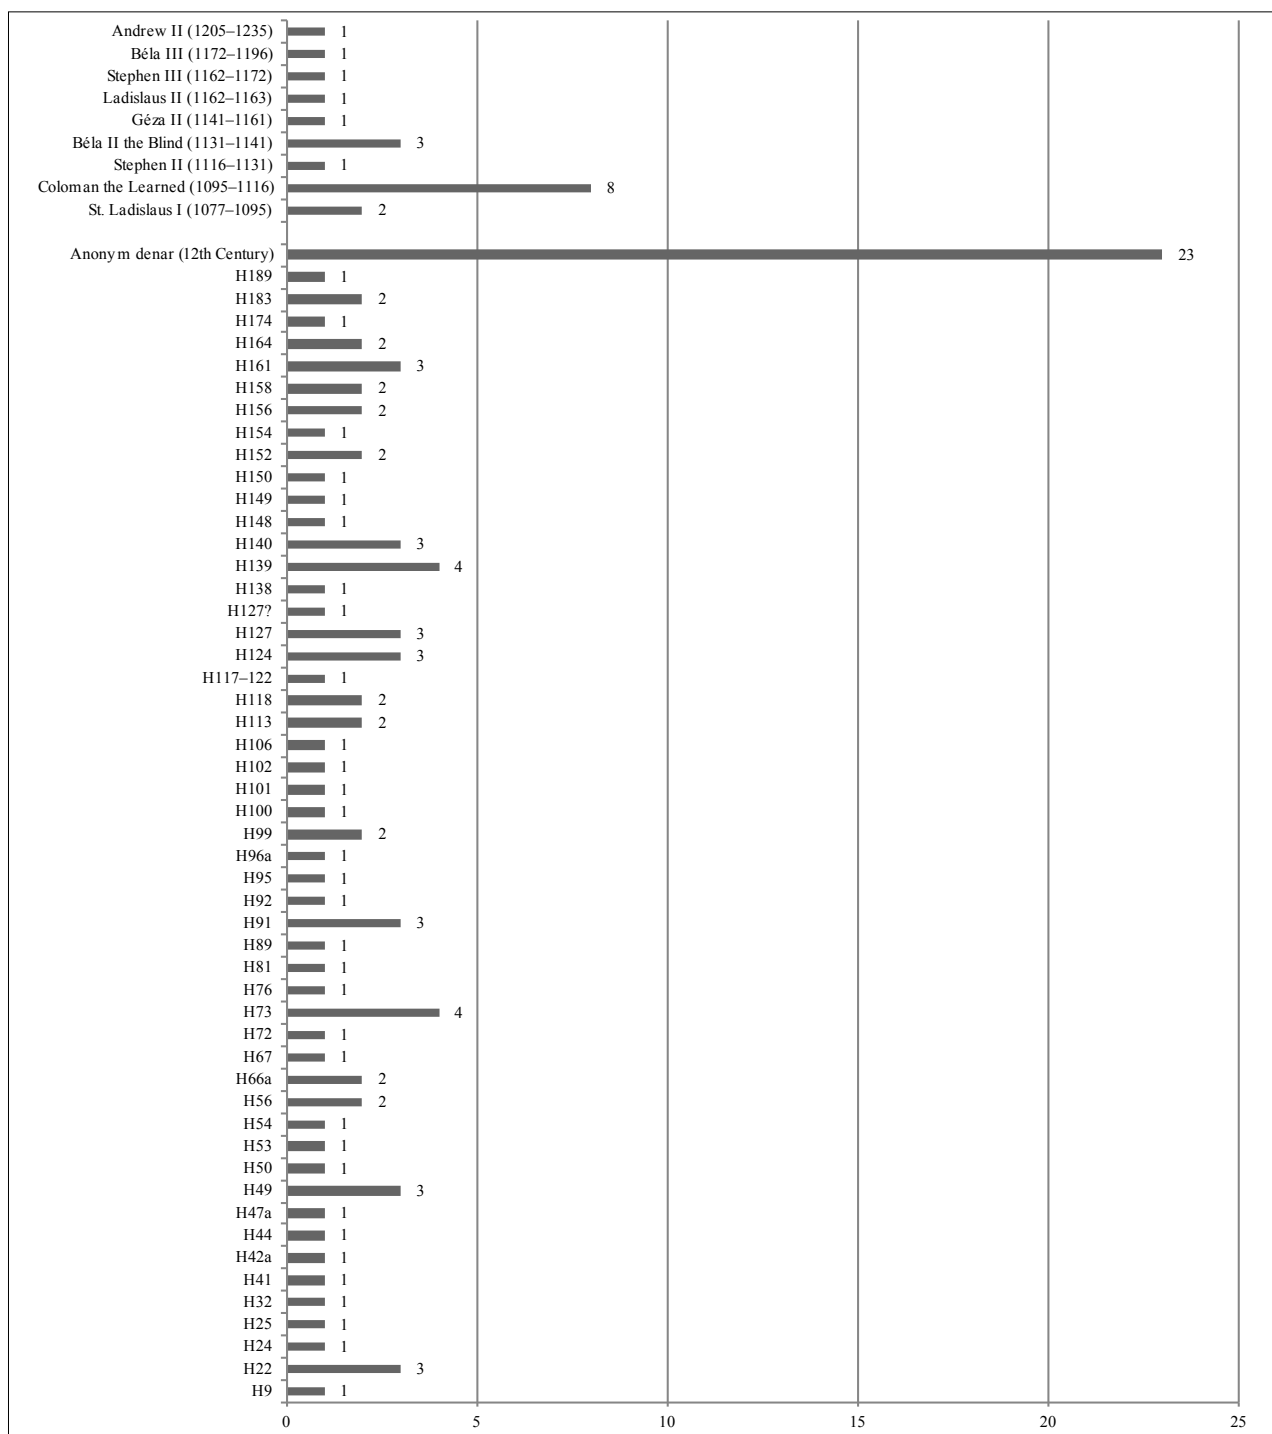 Andrew II (1205–1235) 1
Béla III (1172–1196) 1
Stephen III (1162–1172) 1
Ladislaus II (1162–1163) 1
Géza II (1141–1161) 1
Béla II the Blind (1131–1141) 3
Stephen II (1116–1131) 1
Coloman the Learned (1095–1116) 8
St. Ladislaus I (1077–1095) 2
Anonym denar (12th Century) 23
H189 1
H183 2
H174 1
H164 2
H161 3
H158 2
H156 2
H154 1
H152 2
H150 1
H149 1
H148 1
H140 3
H139 4
H138 1
H127? 1
H127 3
H124 3
H117–122 1
H118 2
H113 2
H106 1
H102 1
H101 1
H100 1
H99 2
H96a 1
H95 1
H92 1
H91 3
H89 1
H81 1
H76 1
H73 4
H72 1
H67 1
H66a 2
H56 2
H54 1
H53 1
H50 1
H49 3
H47a 1
H44 1
H42a 1
H41 1
H32 1
H25 1
H24 1
H22 3
H9 1
0 5 10 15 20 25